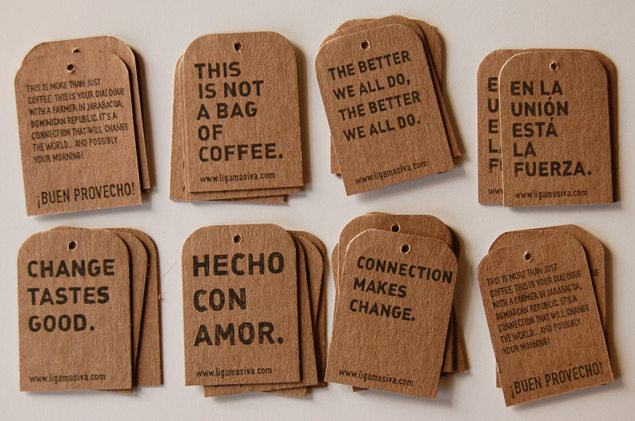 THIS IS MORE THAN JUST
COFFEE. THIS IS YOUR DIALOGUE
WITH A FARMER IN JARABACOA,
DOMINICAN REPUBLIC. IT'S A
CONNECTION THAT WILL CHANGE
THE WORLD... AND POSSIBLY
YOUR MORNING!
¡BUEN PROVECHO!
THIS
IS NOT
A BAG
OF
COFFEE.
www.ligamasiva.com
THE BETTER
WE ALL DO,
THE BETTER
WE ALL DO.
www.ligamasiva.com
EN LA
UNIÓN
ESTÁ
LA
FUERZA.
www.ligamasiva.com
CHANGE
TASTES
GOOD.
www.ligamasiva.com
HECHO
CON
AMOR.
www.ligamasiva.com
CONNECTION
MAKES
CHANGE.
www.ligamasiva.com
THIS IS MORE THAN JUST
COFFEE. THIS IS YOUR DIALOGUE
WITH A FARMER IN JARABACOA,
DOMINICAN REPUBLIC. IT'S A
CONNECTION THAT WILL CHANGE
THE WORLD... AND POSSIBLY
YOUR MORNING!
¡BUEN PROVECHO!